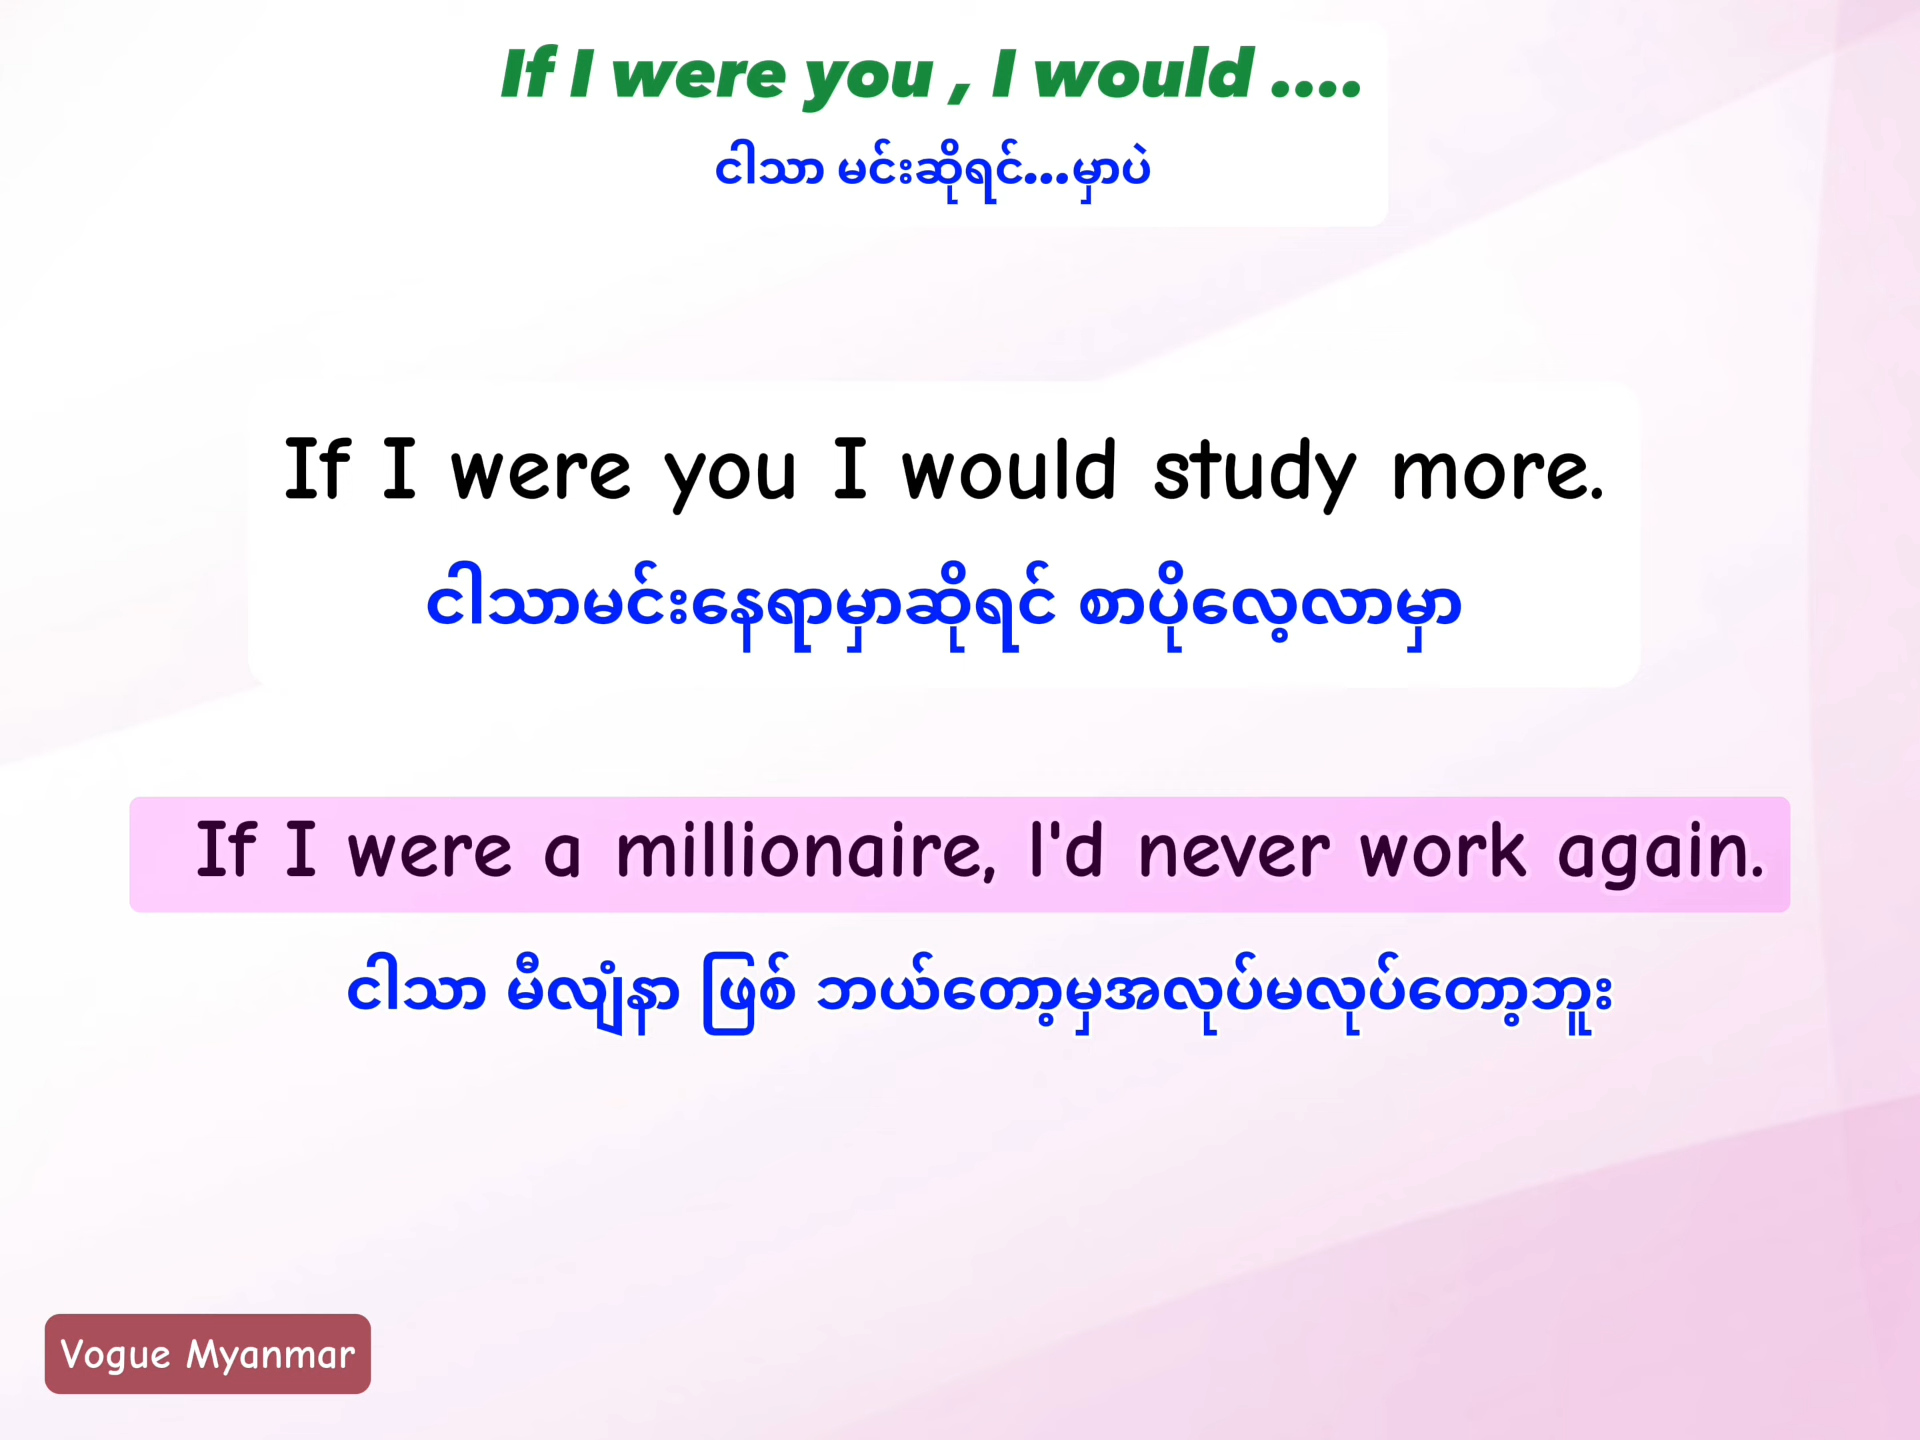 If I were you , I would ....
ငါသာ မင်းဆိုရင်...မှာပဲ
If I were you I would study more.
ငါသာမင်းနေရာမှာဆိုရင် စာပိုလေ့လာမှာ
If I were a millionaire, I'd never work again.
ငါသာ မီလျံနာ ဖြစ် ဘယ်တော့မှအလုပ်မလုပ်တော့ဘူး
Vogue Myanmar